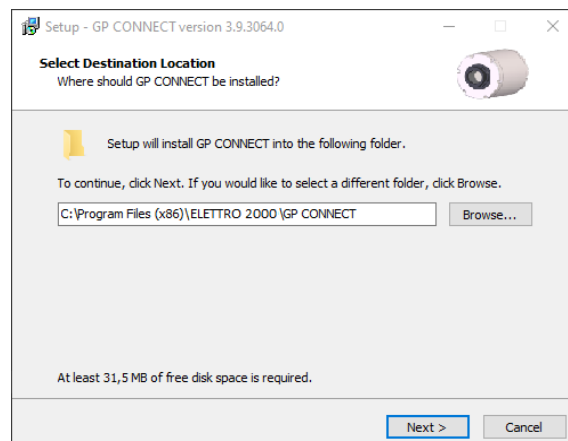 Setup - GP CONNECT version 3.9.3064.0
Select Destination Location
Where should GP CONNECT be installed?
Setup will install GP CONNECT into the following folder.
To continue, click Next. If you would like to select a different folder, click Browse.
C:\Program Files (x86)\ELETTRO 2000\GP CONNECT
Browse...
At least 31,5 MB of free disk space is required.
Next >
Cancel